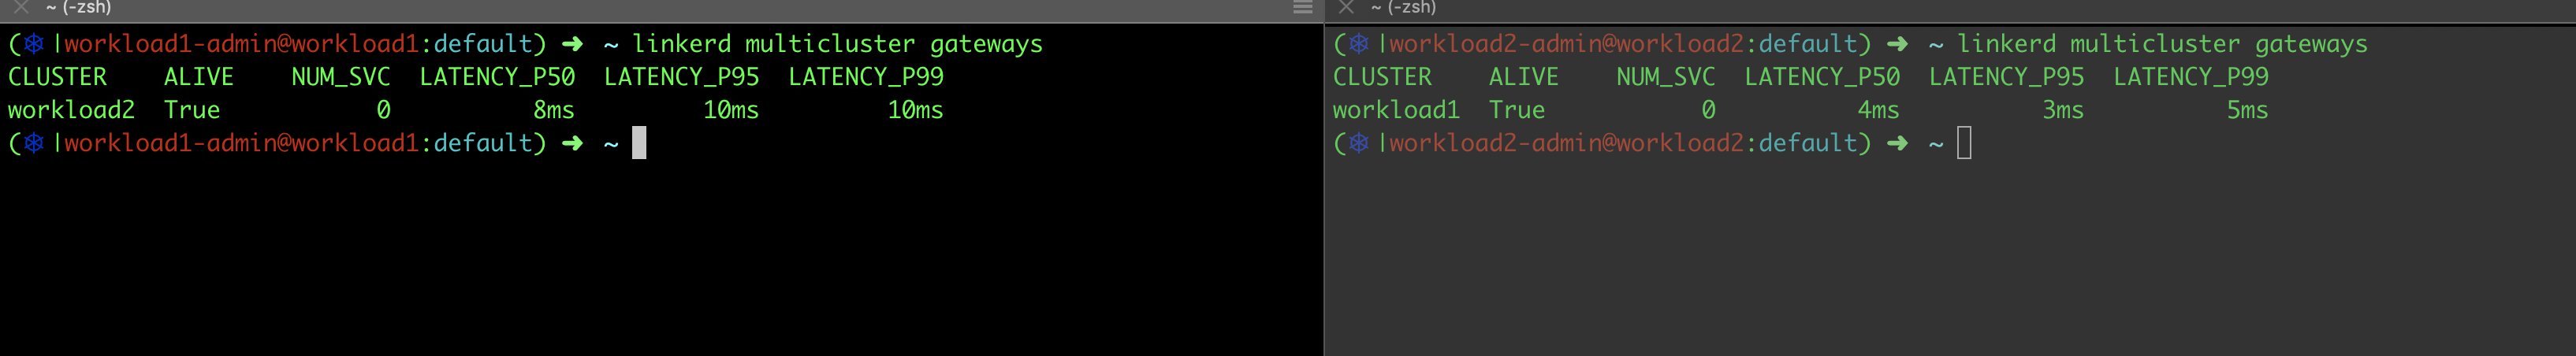 ~ (-zsh)
(⎈ |workload1-admin@workload1:default) ➜ ~ linkerd multicluster gateways
CLUSTER ALIVE NUM_SVC LATENCY_P50 LATENCY_P95 LATENCY_P99
workload2 True 0 8ms 10ms 10ms
(⎈ |workload1-admin@workload1:default) ➜ ~
~ (-zsh)
(⎈ |workload2-admin@workload2:default) ➜ ~ linkerd multicluster gateways
CLUSTER ALIVE NUM_SVC LATENCY_P50 LATENCY_P95 LATENCY_P99
workload1 True 0 4ms 3ms 5ms
(⎈ |workload2-admin@workload2:default) ➜ ~